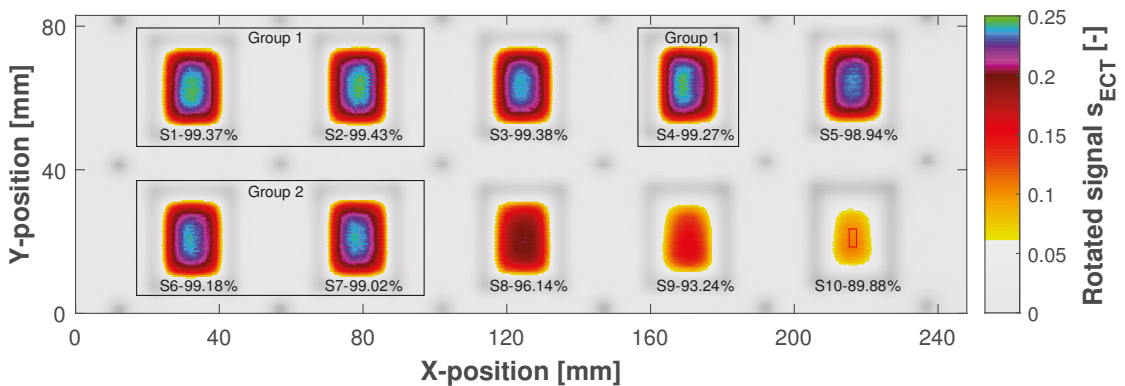 80
Group 1
Group 1
S1-99.37%
S2-99.43%
S3-99.38%
S4-99.27%
S5-98.94%
40
Group 2
S6-99.18%
S7-99.02%
S8-96.14%
S9-93.24%
S10-89.88%
0
0
40
80
120
160
200
240
X-position [mm]
Y-position [mm]
0.25
0.2
0.15
0.1
0.05
0
Rotated signal s_ECT [-]